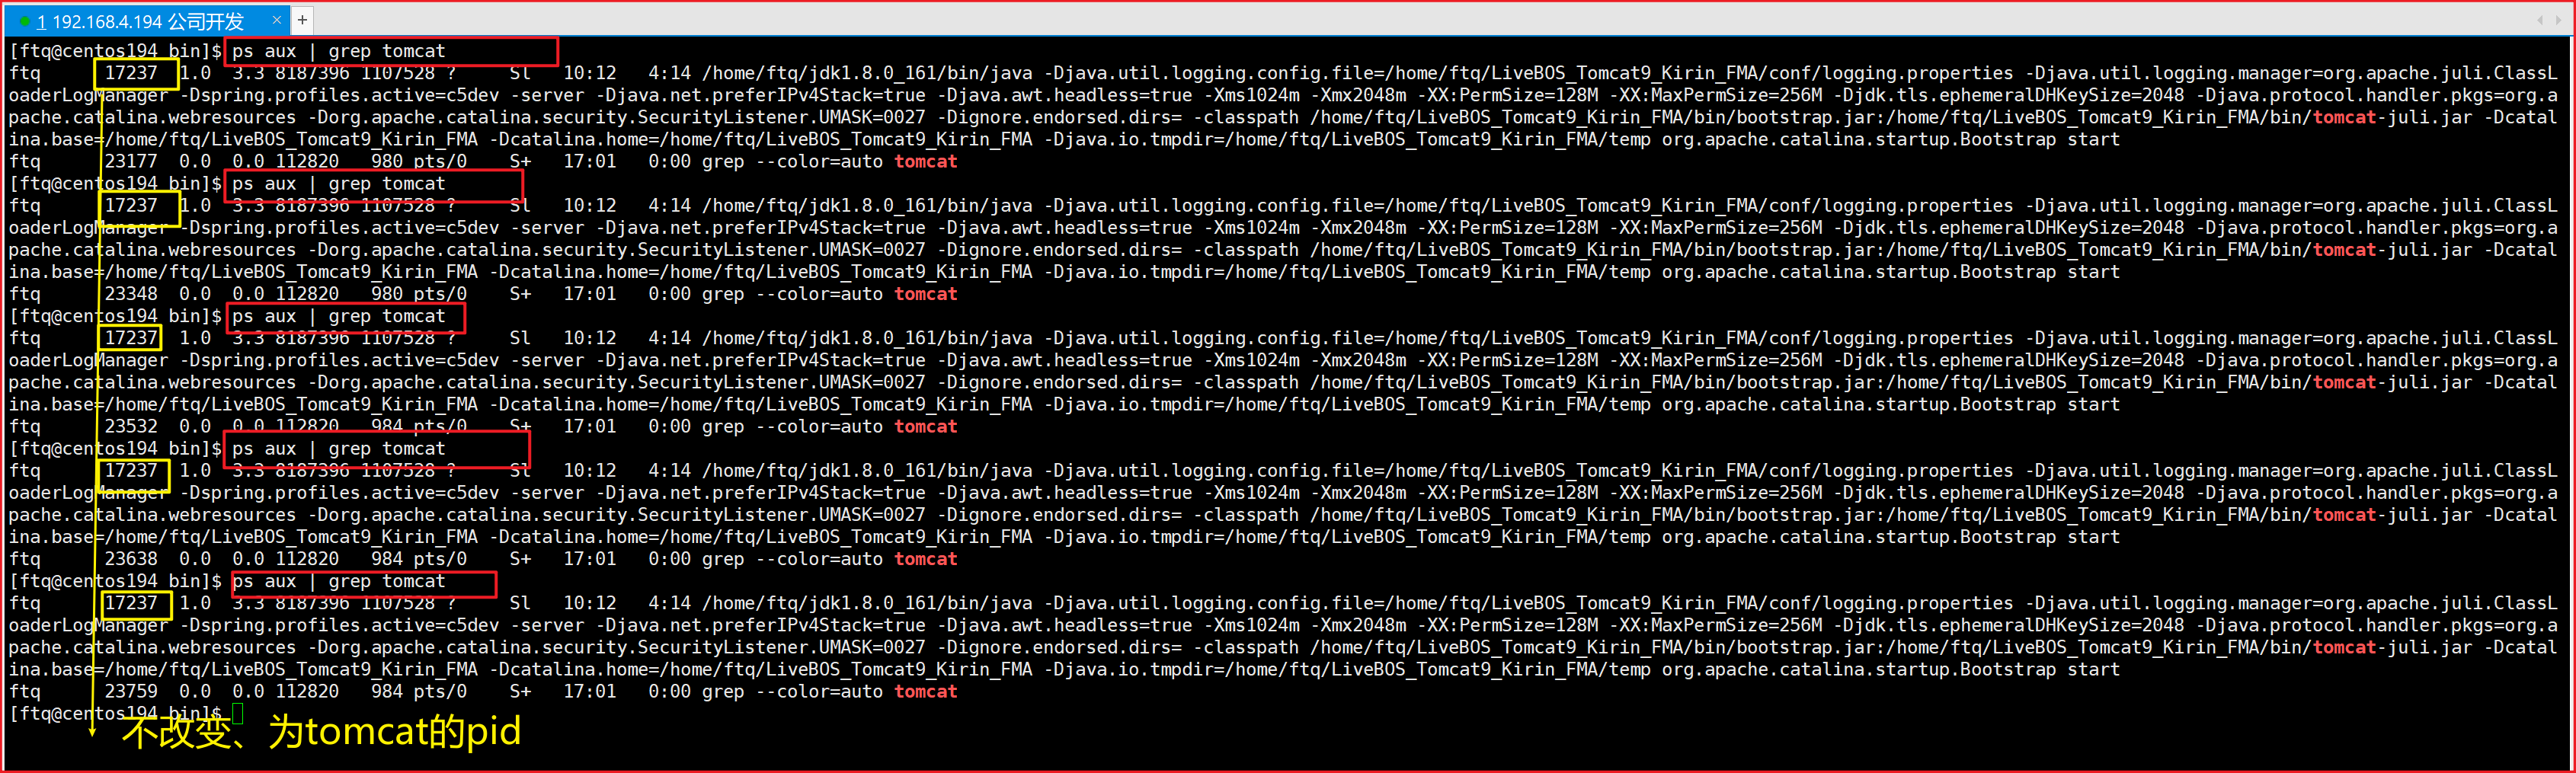 1 192.168.4.194 公司开发 × +
[ftq@centos194 bin]$ ps aux | grep tomcat
ftq 17237 1.0 3.3 8187396 1107528 ? Sl 10:12 4:14 /home/ftq/jdk1.8.0_161/bin/java -Djava.util.logging.config.file=/home/ftq/LiveBOS_Tomcat9_Kirin_FMA/conf/logging.properties -Djava.util.logging.manager=org.apache.juli.ClassL
oaderLogManager -Dspring.profiles.active=c5dev -server -Djava.net.preferIPv4Stack=true -Djava.awt.headless=true -Xms1024m -Xmx2048m -XX:PermSize=128M -XX:MaxPermSize=256M -Djdk.tls.ephemeralDHKeySize=2048 -Djava.protocol.handler.pkgs=org.a
pache.catalina.webresources -Dorg.apache.catalina.security.SecurityListener.UMASK=0027 -Dignore.endorsed.dirs= -classpath /home/ftq/LiveBOS_Tomcat9_Kirin_FMA/bin/bootstrap.jar:/home/ftq/LiveBOS_Tomcat9_Kirin_FMA/bin/tomcat-juli.jar -Dcatal
ina.base=/home/ftq/LiveBOS_Tomcat9_Kirin_FMA -Dcatalina.home=/home/ftq/LiveBOS_Tomcat9_Kirin_FMA -Djava.io.tmpdir=/home/ftq/LiveBOS_Tomcat9_Kirin_FMA/temp org.apache.catalina.startup.Bootstrap start
ftq 23177 0.0 0.0 112820 980 pts/0 S+ 17:01 0:00 grep --color=auto tomcat
[ftq@centos194 bin]$ ps aux | grep tomcat
ftq 17237 1.0 3.3 8187396 1107528 ? Sl 10:12 4:14 /home/ftq/jdk1.8.0_161/bin/java -Djava.util.logging.config.file=/home/ftq/LiveBOS_Tomcat9_Kirin_FMA/conf/logging.properties -Djava.util.logging.manager=org.apache.juli.ClassL
oaderLogManager -Dspring.profiles.active=c5dev -server -Djava.net.preferIPv4Stack=true -Djava.awt.headless=true -Xms1024m -Xmx2048m -XX:PermSize=128M -XX:MaxPermSize=256M -Djdk.tls.ephemeralDHKeySize=2048 -Djava.protocol.handler.pkgs=org.a
pache.catalina.webresources -Dorg.apache.catalina.security.SecurityListener.UMASK=0027 -Dignore.endorsed.dirs= -classpath /home/ftq/LiveBOS_Tomcat9_Kirin_FMA/bin/bootstrap.jar:/home/ftq/LiveBOS_Tomcat9_Kirin_FMA/bin/tomcat-juli.jar -Dcatal
ina.base=/home/ftq/LiveBOS_Tomcat9_Kirin_FMA -Dcatalina.home=/home/ftq/LiveBOS_Tomcat9_Kirin_FMA -Djava.io.tmpdir=/home/ftq/LiveBOS_Tomcat9_Kirin_FMA/temp org.apache.catalina.startup.Bootstrap start
ftq 23348 0.0 0.0 112820 980 pts/0 S+ 17:01 0:00 grep --color=auto tomcat
[ftq@centos194 bin]$ ps aux | grep tomcat
ftq 17237 1.0 3.3 8187396 1107528 ? Sl 10:12 4:14 /home/ftq/jdk1.8.0_161/bin/java -Djava.util.logging.config.file=/home/ftq/LiveBOS_Tomcat9_Kirin_FMA/conf/logging.properties -Djava.util.logging.manager=org.apache.juli.ClassL
oaderLogManager -Dspring.profiles.active=c5dev -server -Djava.net.preferIPv4Stack=true -Djava.awt.headless=true -Xms1024m -Xmx2048m -XX:PermSize=128M -XX:MaxPermSize=256M -Djdk.tls.ephemeralDHKeySize=2048 -Djava.protocol.handler.pkgs=org.a
pache.catalina.webresources -Dorg.apache.catalina.security.SecurityListener.UMASK=0027 -Dignore.endorsed.dirs= -classpath /home/ftq/LiveBOS_Tomcat9_Kirin_FMA/bin/bootstrap.jar:/home/ftq/LiveBOS_Tomcat9_Kirin_FMA/bin/tomcat-juli.jar -Dcatal
ina.base=/home/ftq/LiveBOS_Tomcat9_Kirin_FMA -Dcatalina.home=/home/ftq/LiveBOS_Tomcat9_Kirin_FMA -Djava.io.tmpdir=/home/ftq/LiveBOS_Tomcat9_Kirin_FMA/temp org.apache.catalina.startup.Bootstrap start
ftq 23532 0.0 0.0 112820 984 pts/0 S+ 17:01 0:00 grep --color=auto tomcat
[ftq@centos194 bin]$ ps aux | grep tomcat
ftq 17237 1.0 3.3 8187396 1107528 ? Sl 10:12 4:14 /home/ftq/jdk1.8.0_161/bin/java -Djava.util.logging.config.file=/home/ftq/LiveBOS_Tomcat9_Kirin_FMA/conf/logging.properties -Djava.util.logging.manager=org.apache.juli.ClassL
oaderLogManager -Dspring.profiles.active=c5dev -server -Djava.net.preferIPv4Stack=true -Djava.awt.headless=true -Xms1024m -Xmx2048m -XX:PermSize=128M -XX:MaxPermSize=256M -Djdk.tls.ephemeralDHKeySize=2048 -Djava.protocol.handler.pkgs=org.a
pache.catalina.webresources -Dorg.apache.catalina.security.SecurityListener.UMASK=0027 -Dignore.endorsed.dirs= -classpath /home/ftq/LiveBOS_Tomcat9_Kirin_FMA/bin/bootstrap.jar:/home/ftq/LiveBOS_Tomcat9_Kirin_FMA/bin/tomcat-juli.jar -Dcatal
ina.base=/home/ftq/LiveBOS_Tomcat9_Kirin_FMA -Dcatalina.home=/home/ftq/LiveBOS_Tomcat9_Kirin_FMA -Djava.io.tmpdir=/home/ftq/LiveBOS_Tomcat9_Kirin_FMA/temp org.apache.catalina.startup.Bootstrap start
ftq 23638 0.0 0.0 112820 984 pts/0 S+ 17:01 0:00 grep --color=auto tomcat
[ftq@centos194 bin]$ ps aux | grep tomcat
ftq 17237 1.0 3.3 8187396 1107528 ? Sl 10:12 4:14 /home/ftq/jdk1.8.0_161/bin/java -Djava.util.logging.config.file=/home/ftq/LiveBOS_Tomcat9_Kirin_FMA/conf/logging.properties -Djava.util.logging.manager=org.apache.juli.ClassL
oaderLogManager -Dspring.profiles.active=c5dev -server -Djava.net.preferIPv4Stack=true -Djava.awt.headless=true -Xms1024m -Xmx2048m -XX:PermSize=128M -XX:MaxPermSize=256M -Djdk.tls.ephemeralDHKeySize=2048 -Djava.protocol.handler.pkgs=org.a
pache.catalina.webresources -Dorg.apache.catalina.security.SecurityListener.UMASK=0027 -Dignore.endorsed.dirs= -classpath /home/ftq/LiveBOS_Tomcat9_Kirin_FMA/bin/bootstrap.jar:/home/ftq/LiveBOS_Tomcat9_Kirin_FMA/bin/tomcat-juli.jar -Dcatal
ina.base=/home/ftq/LiveBOS_Tomcat9_Kirin_FMA -Dcatalina.home=/home/ftq/LiveBOS_Tomcat9_Kirin_FMA -Djava.io.tmpdir=/home/ftq/LiveBOS_Tomcat9_Kirin_FMA/temp org.apache.catalina.startup.Bootstrap start
ftq 23759 0.0 0.0 112820 984 pts/0 S+ 17:01 0:00 grep --color=auto tomcat
[ftq@centos194 bin]$
不改变、为tomcat的pid